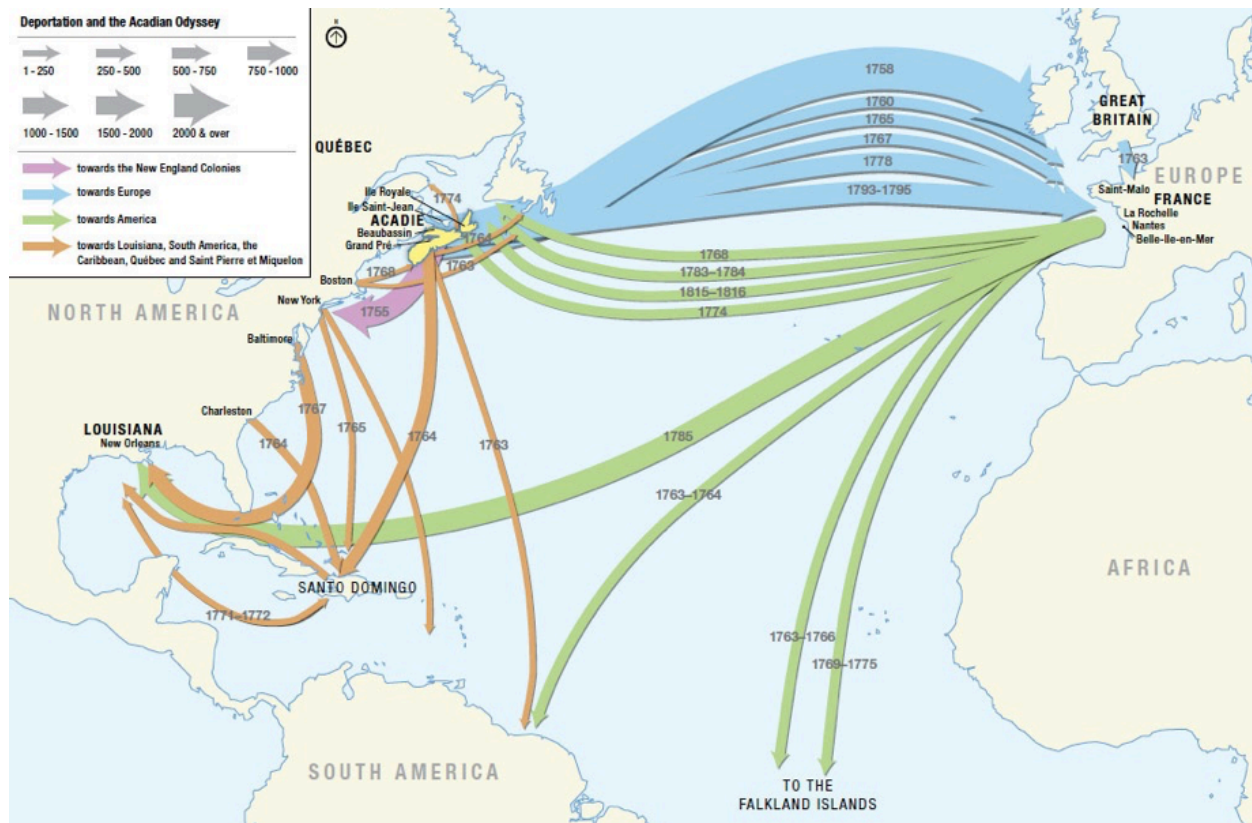 Deportation and the Acadian Odyssey
1 - 250
250 - 500
500 - 750
750 - 1000
1000 - 1500
1500 - 2000
2000 & over
towards the New England Colonies
towards Europe
towards America
towards Louisiana, South America, the
Caribbean, Québec and Saint Pierre et Miquelon
N
QUÉBEC
Ile Royale
Ile Saint-Jean
ACADIE
Beaubassin
Grand Pré
1774
1764
1768
1763
Boston
New York
1755
NORTH AMERICA
Baltimore
Charleston
LOUISIANA
New Orleans
1767
1764
1765
1764
1763
1758
1760
1765
1767
1778
1793-1795
GREAT
BRITAIN
1763
EUROPE
Saint-Malo
FRANCE
La Rochelle
Nantes
Belle-Ile-en-Mer
1768
1783–1784
1815–1816
1774
1785
1763–1764
1763–1766
1769–1775
AFRICA
SANTO DOMINGO
1771–1772
SOUTH AMERICA
TO THE
FALKLAND ISLANDS